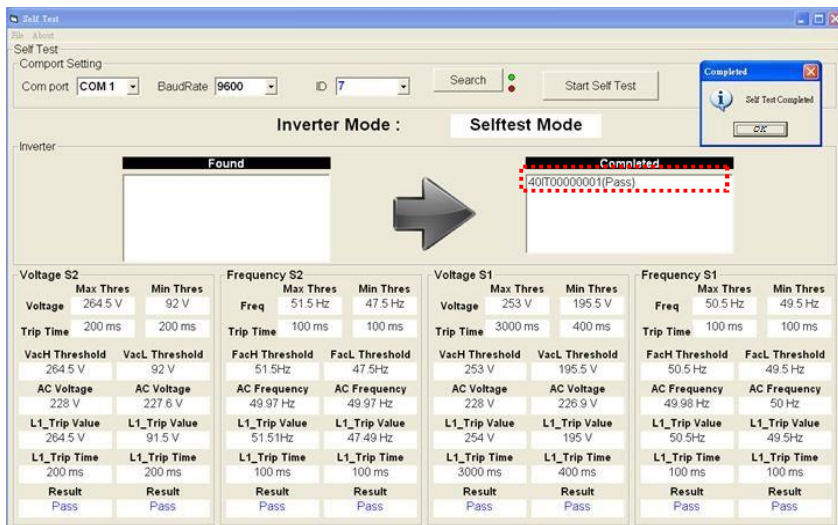 Self Test
File About
Self Test
Comport Setting
Com port COM 1 BaudRate 9600 ID 7 Search Start Self Test
Completed
Self Test Completed
OK
Inverter Mode : Selftest Mode
Inverter
Found Completed
40IT00000001(Pass)
Voltage S2 Frequency S2 Voltage S1 Frequency S1
Max Thres Min Thres Max Thres Min Thres Max Thres Min Thres Max Thres Min Thres
Voltage 264.5 V 92 V Freq 51.5 Hz 47.5 Hz Voltage 253 V 195.5 V Freq 50.5 Hz 49.5 Hz
Trip Time 200 ms 200 ms Trip Time 100 ms 100 ms Trip Time 3000 ms 400 ms Trip Time 100 ms 100 ms
VacH Threshold VacL Threshold FacH Threshold FacL Threshold VacH Threshold VacL Threshold FacH Threshold FacL Threshold
264.5 V 92 V 51.5Hz 47.5Hz 253 V 195.5 V 50.5 Hz 49.5 Hz
AC Voltage AC Voltage AC Frequency AC Frequency AC Voltage AC Voltage AC Frequency AC Frequency
228 V 227.6 V 49.97 Hz 49.97 Hz 228 V 226.9 V 49.98 Hz 50 Hz
L1_Trip Value L1_Trip Value L1_Trip Value L1_Trip Value L1_Trip Value L1_Trip Value L1_Trip Value L1_Trip Value
264.5 V 91.5 V 51.51Hz 47.49 Hz 254 V 195 V 50.5Hz 49.5Hz
L1_Trip Time L1_Trip Time L1_Trip Time L1_Trip Time L1_Trip Time L1_Trip Time L1_Trip Time L1_Trip Time
200 ms 200 ms 100 ms 100 ms 3000 ms 400 ms 100 ms 100 ms
Result Result Result Result Result Result Result Result
Pass Pass Pass Pass Pass Pass Pass Pass